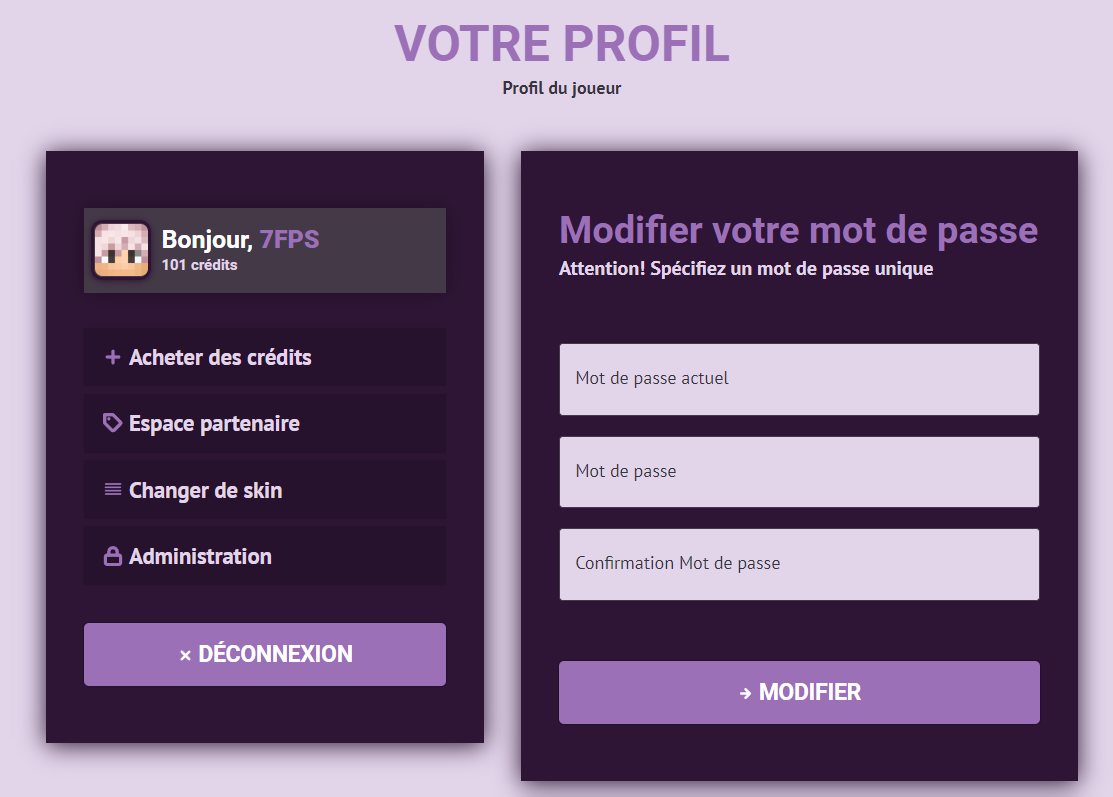 VOTRE PROFIL
Profil du joueur
Bonjour, 7FPS
101 crédits
Acheter des crédits
Espace partenaire
Changer de skin
Administration
× DÉCONNEXION
Modifier votre mot de passe
Attention! Spécifiez un mot de passe unique
Mot de passe actuel
Mot de passe
Confirmation Mot de passe
→ MODIFIER